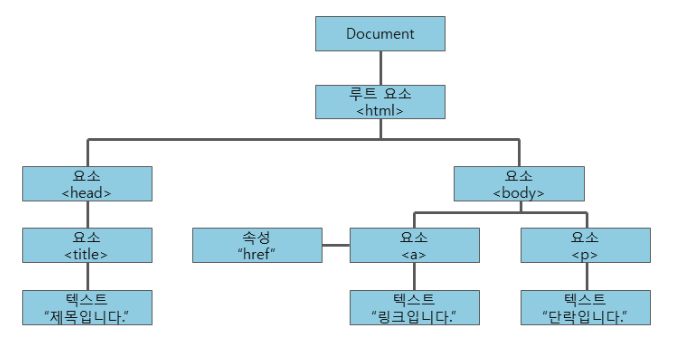 Document
루트 요소
<html>
요소
<head>
요소
<body>
요소
<title>
속성
"href"
요소
<a>
요소
<p>
텍스트
"제목입니다."
텍스트
"링크입니다."
텍스트
"단락입니다."